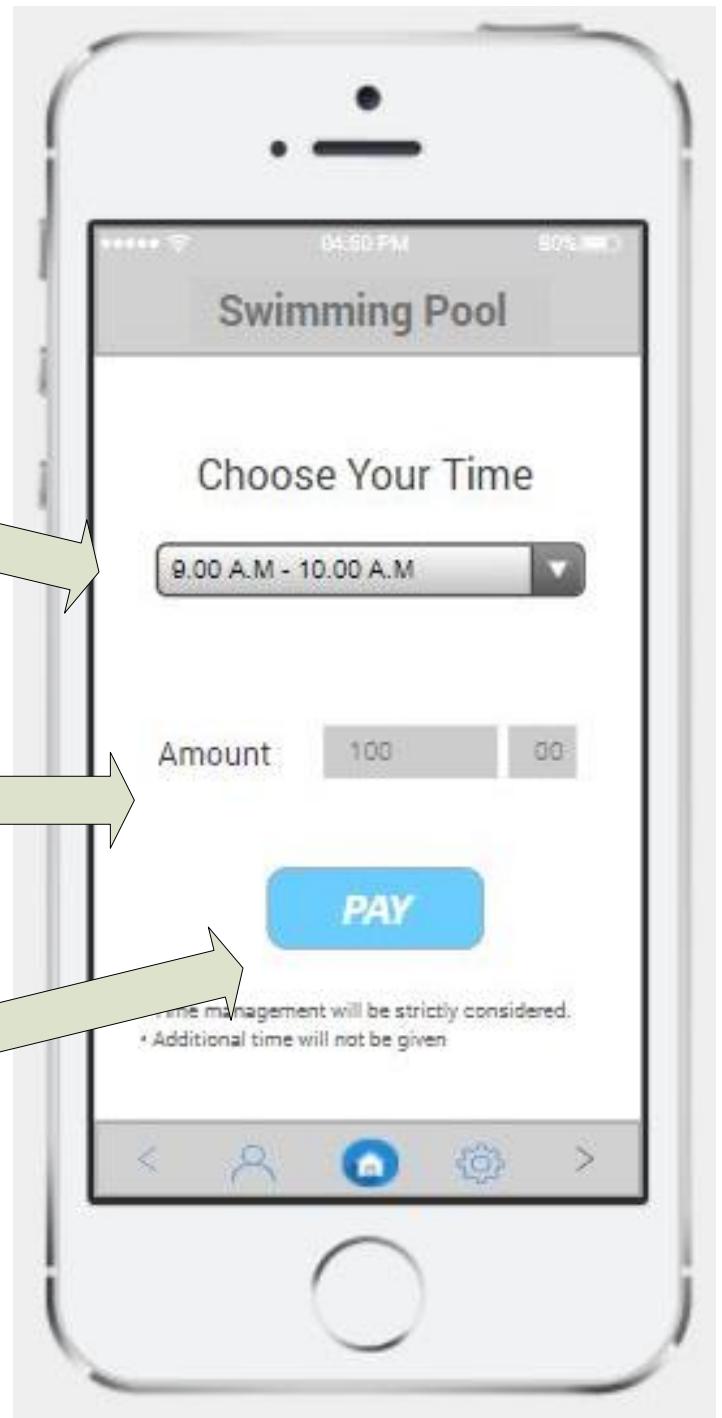 04:50 PM 80%
Swimming Pool
Choose Your Time
9.00 A.M - 10.00 A.M
Amount 100 00
PAY
management will be strictly considered.
• Additional time will not be given